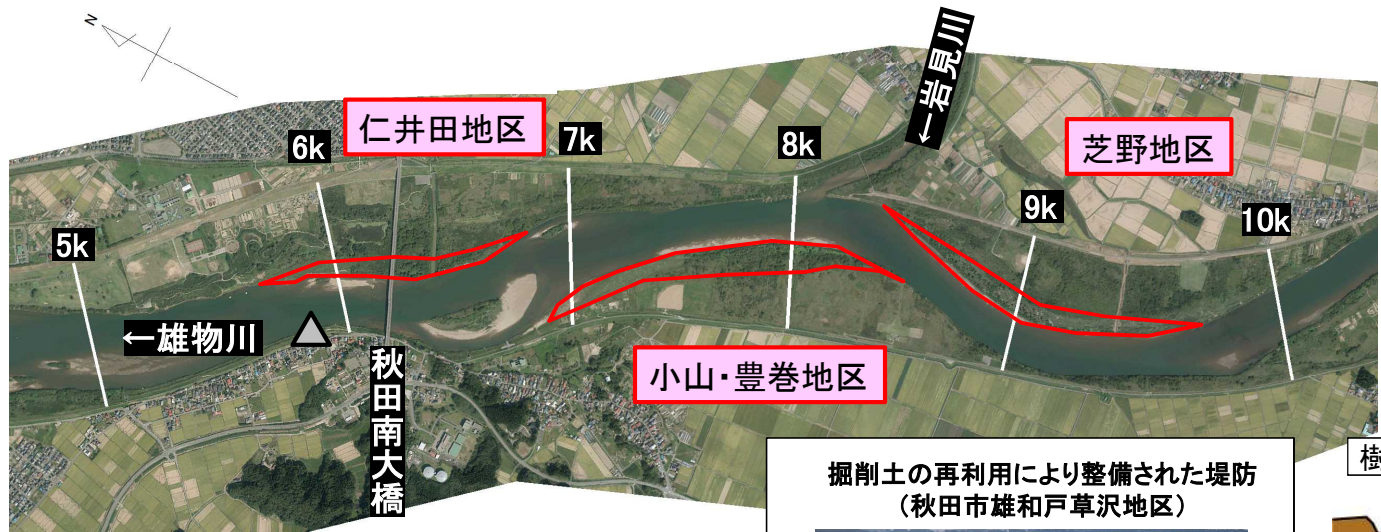 N
←岩見川
仁井田地区
6k
7k
8k
芝野地区
9k
10k
5k
←雄物川
秋田南大橋
小山・豊巻地区
掘削土の再利用により整備された堤防
（秋田市雄和戸草沢地区）
樹